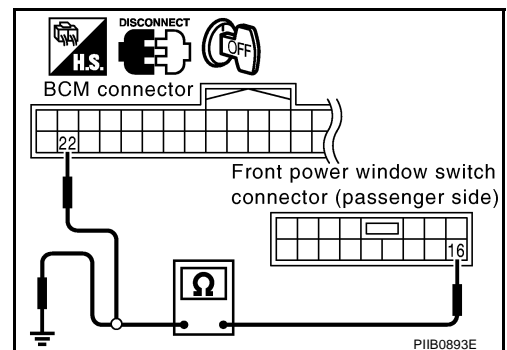 DISCONNECT
H.S.
OFF
BCM connector
22
Front power window switch
connector (passenger side)
16
Ω
PIIB0893E